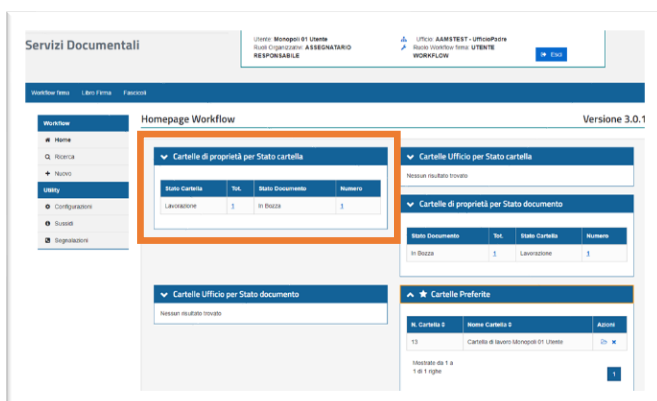 Servizi Documentali
Utente: Monopoli 01 Utente
Ruoli Organizzativi: ASSEGNATARIO
RESPONSABILE
Ufficio: AAMSTEST - UfficioPadre
Ruolo Workflow firma: UTENTE
WORKFLOW
Esci
Workflow firma Libro Firma Fascicoli
Workflow
Home
Ricerca
Nuovo
Utility
Configurazioni
Sussidi
Segnalazioni
Homepage Workflow
Versione 3.0.1
Cartelle di proprietà per Stato cartella
Stato Cartella Tot. Stato Documento Numero
Lavorazione 1 In Bozza 1
Cartelle Ufficio per Stato cartella
Nessun risultato trovato
Cartelle di proprietà per Stato documento
Stato Documento Tot. Stato Cartella Numero
In Bozza 1 Lavorazione 1
Cartelle Ufficio per Stato documento
Nessun risultato trovato
Cartelle Preferite
N. Cartella Nome Cartella Azioni
13 Cartella di lavoro Monopoli 01 Utente
Mostrate da 1 a
1 di 1 righe
1